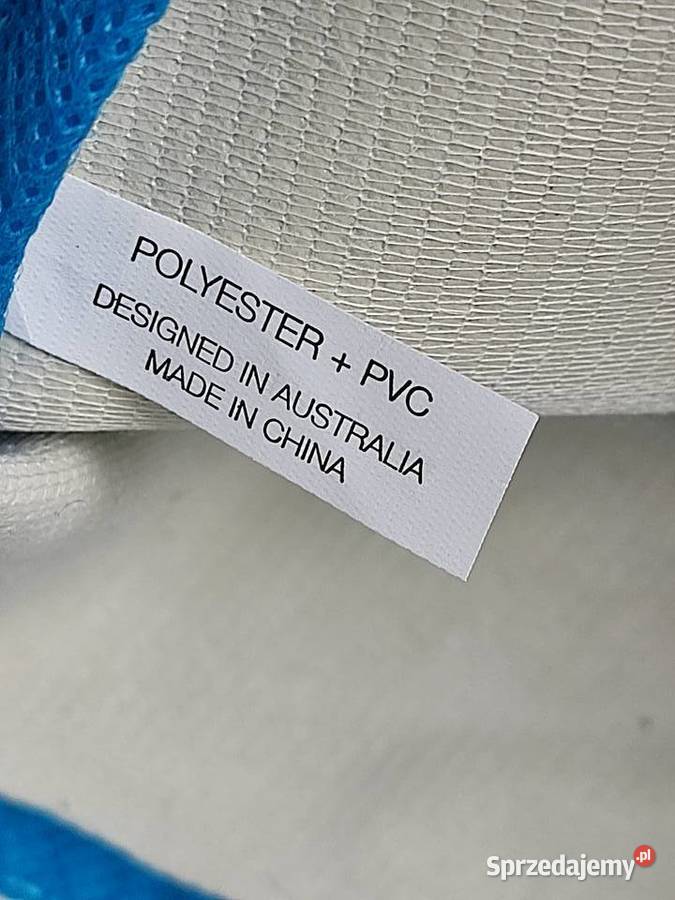 POLYESTER + PVC
DESIGNED IN AUSTRALIA
MADE IN CHINA
Sprzedajemy.pl